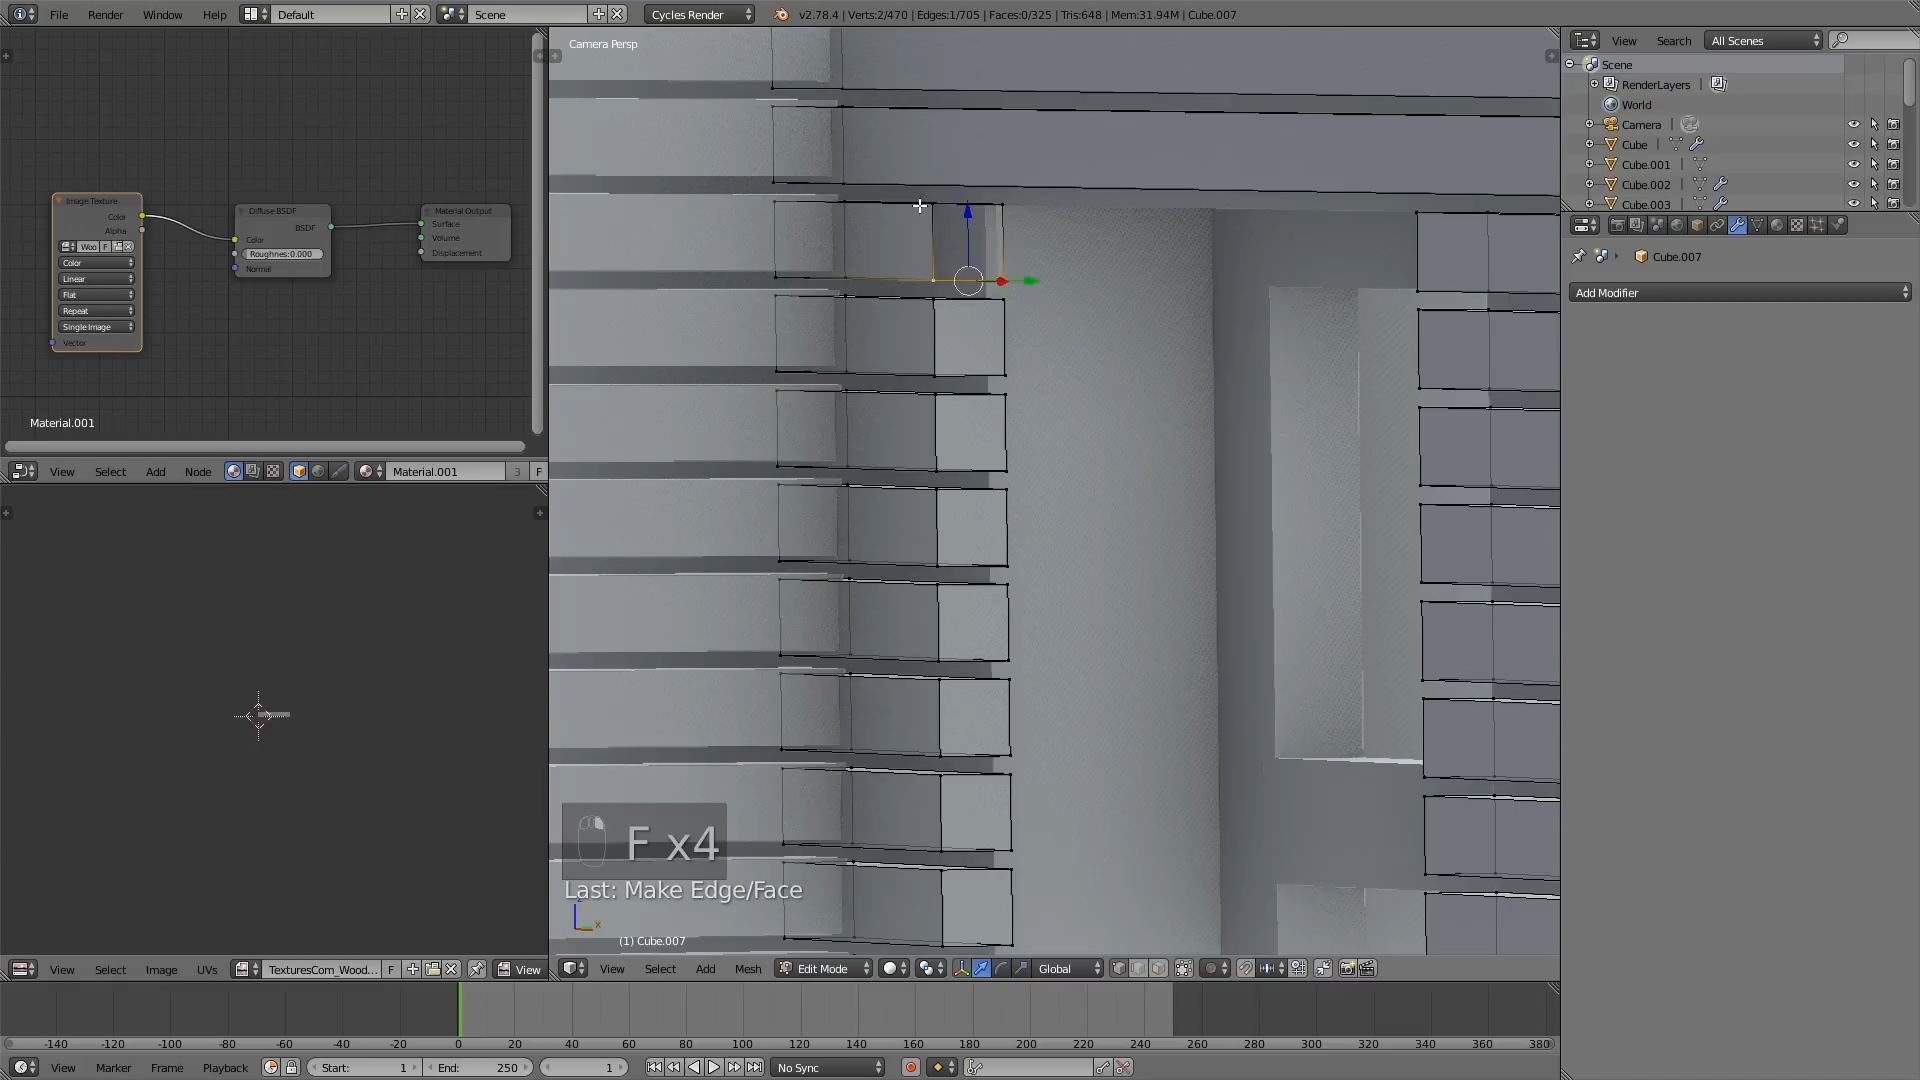 File Render Window Help Default Scene Cycles Render v2.78.4 | Verts:2/470 | Edges:1/705 | Faces:0/325 | Tris:648 | Mem:31.94M | Cube.007
Camera Persp
View Search All Scenes
Scene
RenderLayers
World
Camera
Cube
Cube.001
Cube.002
Cube.003
Cube.007
Add Modifier
Image Texture
Color
Alpha
Woo F
Color
Linear
Flat
Repeat
Single Image
Vector
Diffuse BSDF
BSDF
Color
Roughnes:0.000
Normal
Material Output
Surface
Volume
Displacement
Material.001
View Select Add Node Material.001 3 F
F x4
Last: Make Edge/Face
(1) Cube.007
View Select Image UVs TexturesCom_Wood... F View
View Select Add Mesh Edit Mode Global
-140 -120 -100 -80 -60 -40 -20 0 20 40 60 80 100 120 140 160 180 200 220 240 260 280 300 320 340 360 380
View Marker Frame Playback Start: 1 End: 250 1 No Sync